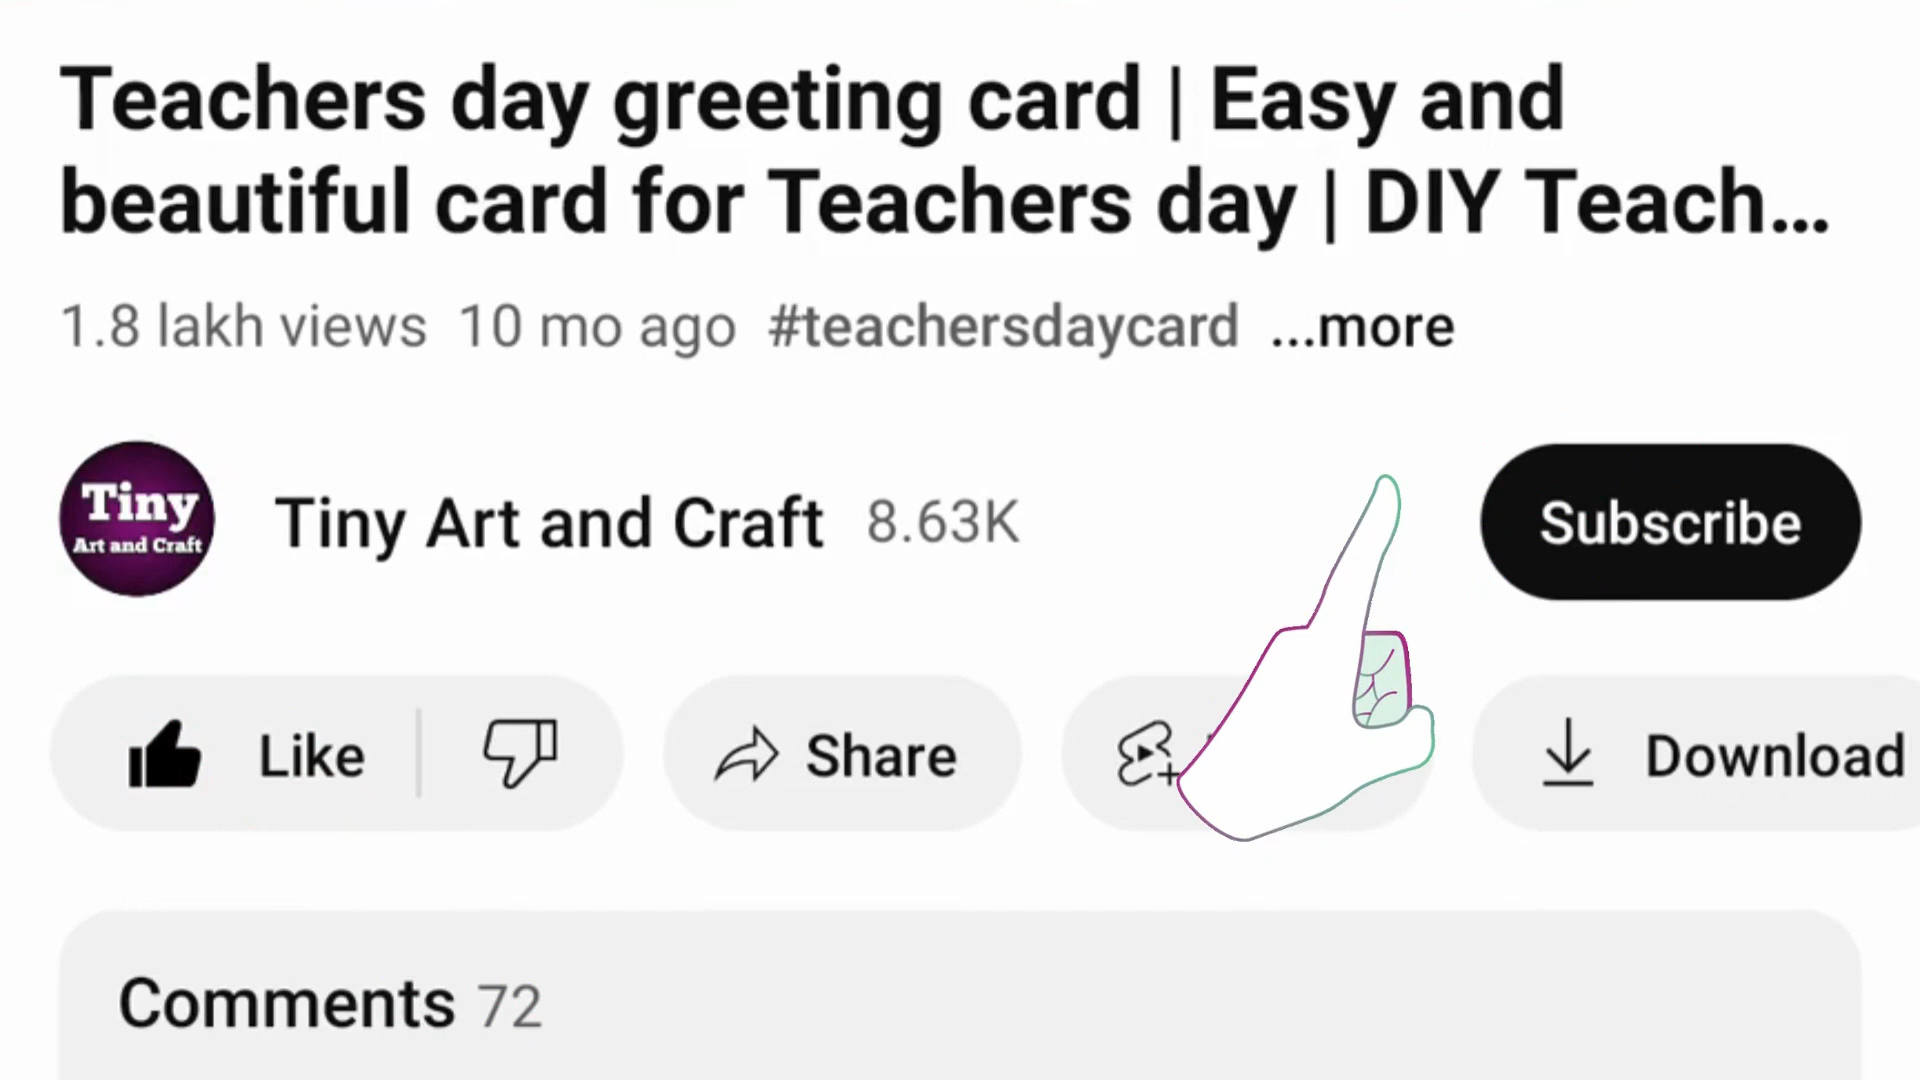 Teachers day greeting card | Easy and
beautiful card for Teachers day | DIY Teach...
1.8 lakh views 10 mo ago #teachersdaycard ...more
Tiny
Art and Craft
Tiny Art and Craft 8.63K
Subscribe
Like Share Download
Comments 72